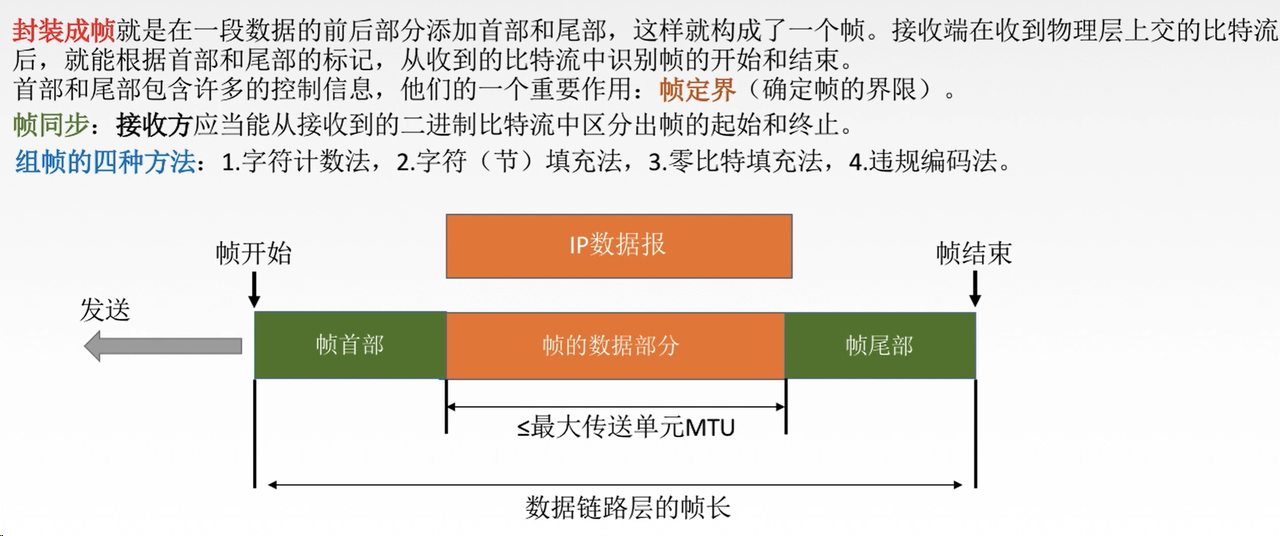 封装成帧就是在一段数据的前后部分添加首部和尾部，这样就构成了一个帧。接收端在收到物理层上交的比特流
后，就能根据首部和尾部的标记，从收到的比特流中识别帧的开始和结束。
首部和尾部包含许多的控制信息，他们的一个重要作用：帧定界（确定帧的界限）。
帧同步：接收方应当能从接收到的二进制比特流中区分出帧的起始和终止。
组帧的四种方法：1.字符计数法，2.字符（节）填充法，3.零比特填充法，4.违规编码法。
IP数据报
帧开始
帧结束
发送
帧首部
帧的数据部分
帧尾部
≤最大传送单元MTU
数据链路层的帧长